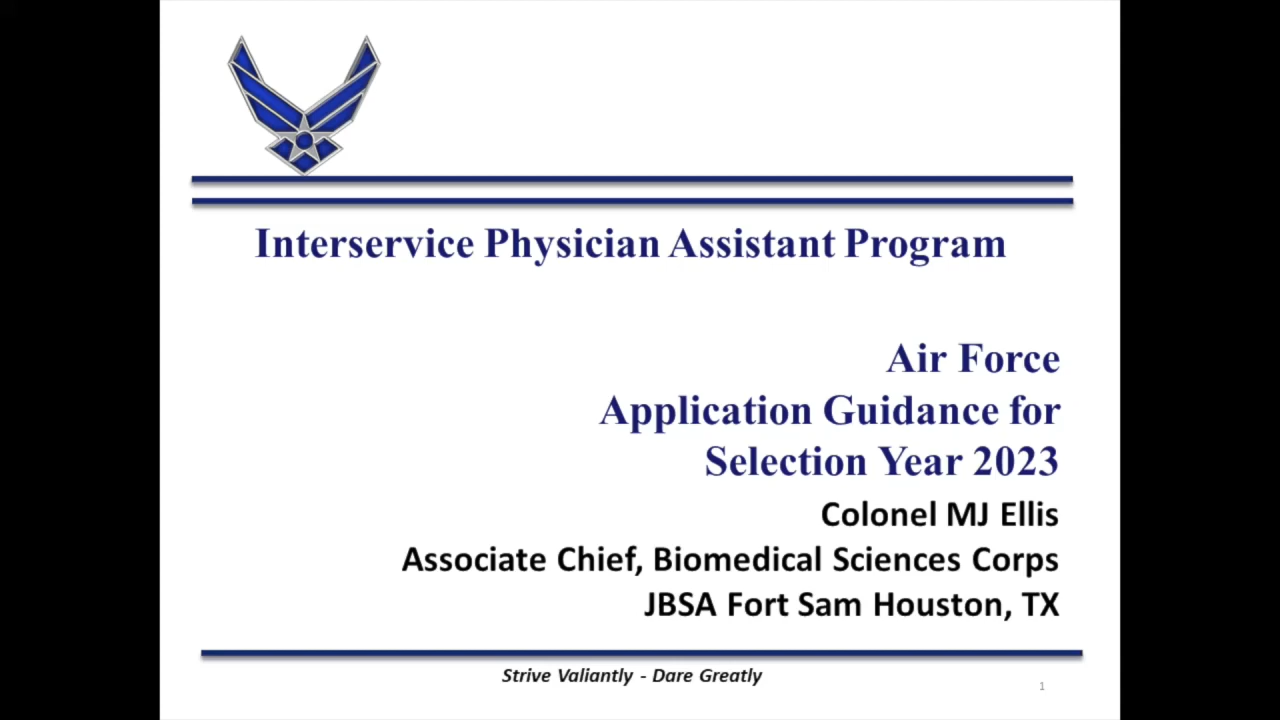 Interservice Physician Assistant Program
Air Force
Application Guidance for
Selection Year 2023
Colonel MJ Ellis
Associate Chief, Biomedical Sciences Corps
JBSA Fort Sam Houston, TX
Strive Valiantly - Dare Greatly
1